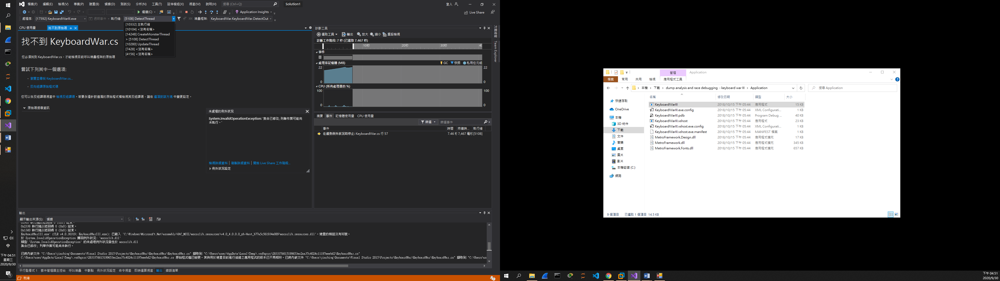 檔案(F) 編輯(E) 檢視(V) 專案(P) 建置(B) 偵錯(D) 測試(S) 分析(N) 工具(T) 延伸模組(X) 視窗(W) 說明(H) 搜尋 (Ctrl+Q) Solution1 登入
繼續(C) Application Insights Live Share
處理序: [17592] KeyboardWarIII.exe 週期事件 執行緒: [5108] DetectThread 堆疊框架: KeyboardWar.KeyboardWar.DetectOut
[10332] 主執行緒
[10104] <沒有名稱>
[14248] CreateMonsterThread
> [5108] DetectThread
[10280] UpdateThread
[7428] <沒有名稱>
[4156] <沒有名稱>
CPU 使用量 找不到原始碼
找不到 KeyboardWar.cs
您必須找到 KeyboardWar.cs，才能檢視目前呼叫堆疊框架的原始碼
嘗試下列其中一個選項:
- 瀏覽並尋找 KeyboardWar.cs...
- 反向組譯原始程式碼
您可以在反組譯碼視窗中 檢視反組譯碼。若要永遠針對遺漏的原始程式檔檢視其反組譯碼，請在 選項對話方塊 中變更設定。
原始碼搜尋資訊
未處理的例外狀況
System.InvalidOperationException: '集合已修改; 列舉作業可能尚
未執行。'
檢視詳細資料 | 複製詳細資料 | 開始 Live Share 工作階段...
例外狀況設定
診斷工具
選取工具 輸出 放大 縮小 重設檢視
診斷工作階段: 7 秒 (已選取 7.467 秒)
10秒 20秒 30秒 40
事件
處理序記憶體 (MB) GC 快照 私用位元組
22 22
0 0
CPU (所有處理器的 %)
100 100
0 0
摘要 事件 記憶體使用量 CPU 使用量
篩選 篩選事件
事件 時間 持續時... 執行緒
在遇到例外狀況時停止: KeyboardWar.cs 行 57 7.46 秒 7,467 毫秒 [5108]
Team Explorer
輸出
顯示輸出來源(S): 偵錯
0x2338 執行緒以返回碼 0 (0x0) 結束。
0x13d0 執行緒以返回碼 0 (0x0) 結束。
KeyboardWarIII.exe' (CLR v4.0.30319: KeyboardWarIII.exe): 已載入 'C:\Windows\Microsoft.Net\assembly\GAC_MSIL\mscorlib.resources\v4.0_4.0.0.0_zh-Hant_b77a5c561934e089\mscorlib.resources.dll'。建置的模組沒有符號。
於 System.InvalidOperationException 擲回例外狀況: 'mscorlib.dll'
類型 'System.InvalidOperationException' 的未處理例外狀況發生於 mscorlib.dll
集合已修改; 列舉作業可能尚未執行。
已將內嵌文件 "C:\Users\jiaching\Documents\Visual Studio 2015\Projects\KeyboardWar\KeyboardWar\KeyboardWar.cs" 擷取到 "C:\Users\user\AppData\Local\Temp\.vsdbgsrc\283337d615199653ec2aa37c4024c11197eeebd2\KeyboardWar.cs"
C:\Users\user\AppData\Local\Temp\.vsdbgsrc\283337d615199653ec2aa37c4024c11197eeebd2\KeyboardWar.cs 原始程式檔已變更。其與用於建置目前進行偵錯之應用程式的版本已不再相符。已將內嵌文件 "C:\Users\jiaching\Documents\Visual Studio 2015\Projects\KeyboardWar\KeyboardWar\KeyboardWar.cs" 擷取到 "C:\Users\us
平行監看式 1 套件管理器主控台 呼叫堆疊 中斷點 例外狀況設定 命令視窗 即時運算視窗 輸出 錯誤清單
就緒 3
中
下午 04:51
星期三
2020/9/30
1
管理 Application
檔案 常用 共用 檢視 應用程式工具
本機 › 下載 › dump analysis and race debugging - keyboard war III › Application 搜尋 Application
名稱 修改日期 類型 大小
快速存取
OneDrive
本機
3D 物件
下載
文件
音樂
桌面
圖片
影片
本機磁碟 (C:)
網路
KeyboardWarIII 2018/10/15 下午 05:44 應用程式 15 KB
KeyboardWarIII.exe.config 2018/10/15 下午 05:44 XML Configurati... 1 KB
KeyboardWarIII.pdb 2018/10/15 下午 05:44 Program Debug ... 40 KB
KeyboardWarIII.vshost 2018/10/15 下午 05:44 應用程式 23 KB
KeyboardWarIII.vshost.exe.config 2018/10/15 下午 05:44 XML Configurati... 1 KB
KeyboardWarIII.vshost.exe.manifest 2018/10/15 下午 05:44 MANIFEST 檔案 1 KB
MetroFramework.Design.dll 2018/10/15 下午 05:44 應用程式擴充 17 KB
MetroFramework.dll 2018/10/15 下午 05:44 應用程式擴充 345 KB
MetroFramework.Fonts.dll 2018/10/15 下午 05:44 應用程式擴充 657 KB
9 個項目 已選取 1 個項目 14.5 KB
下午 04:51
2020/9/30